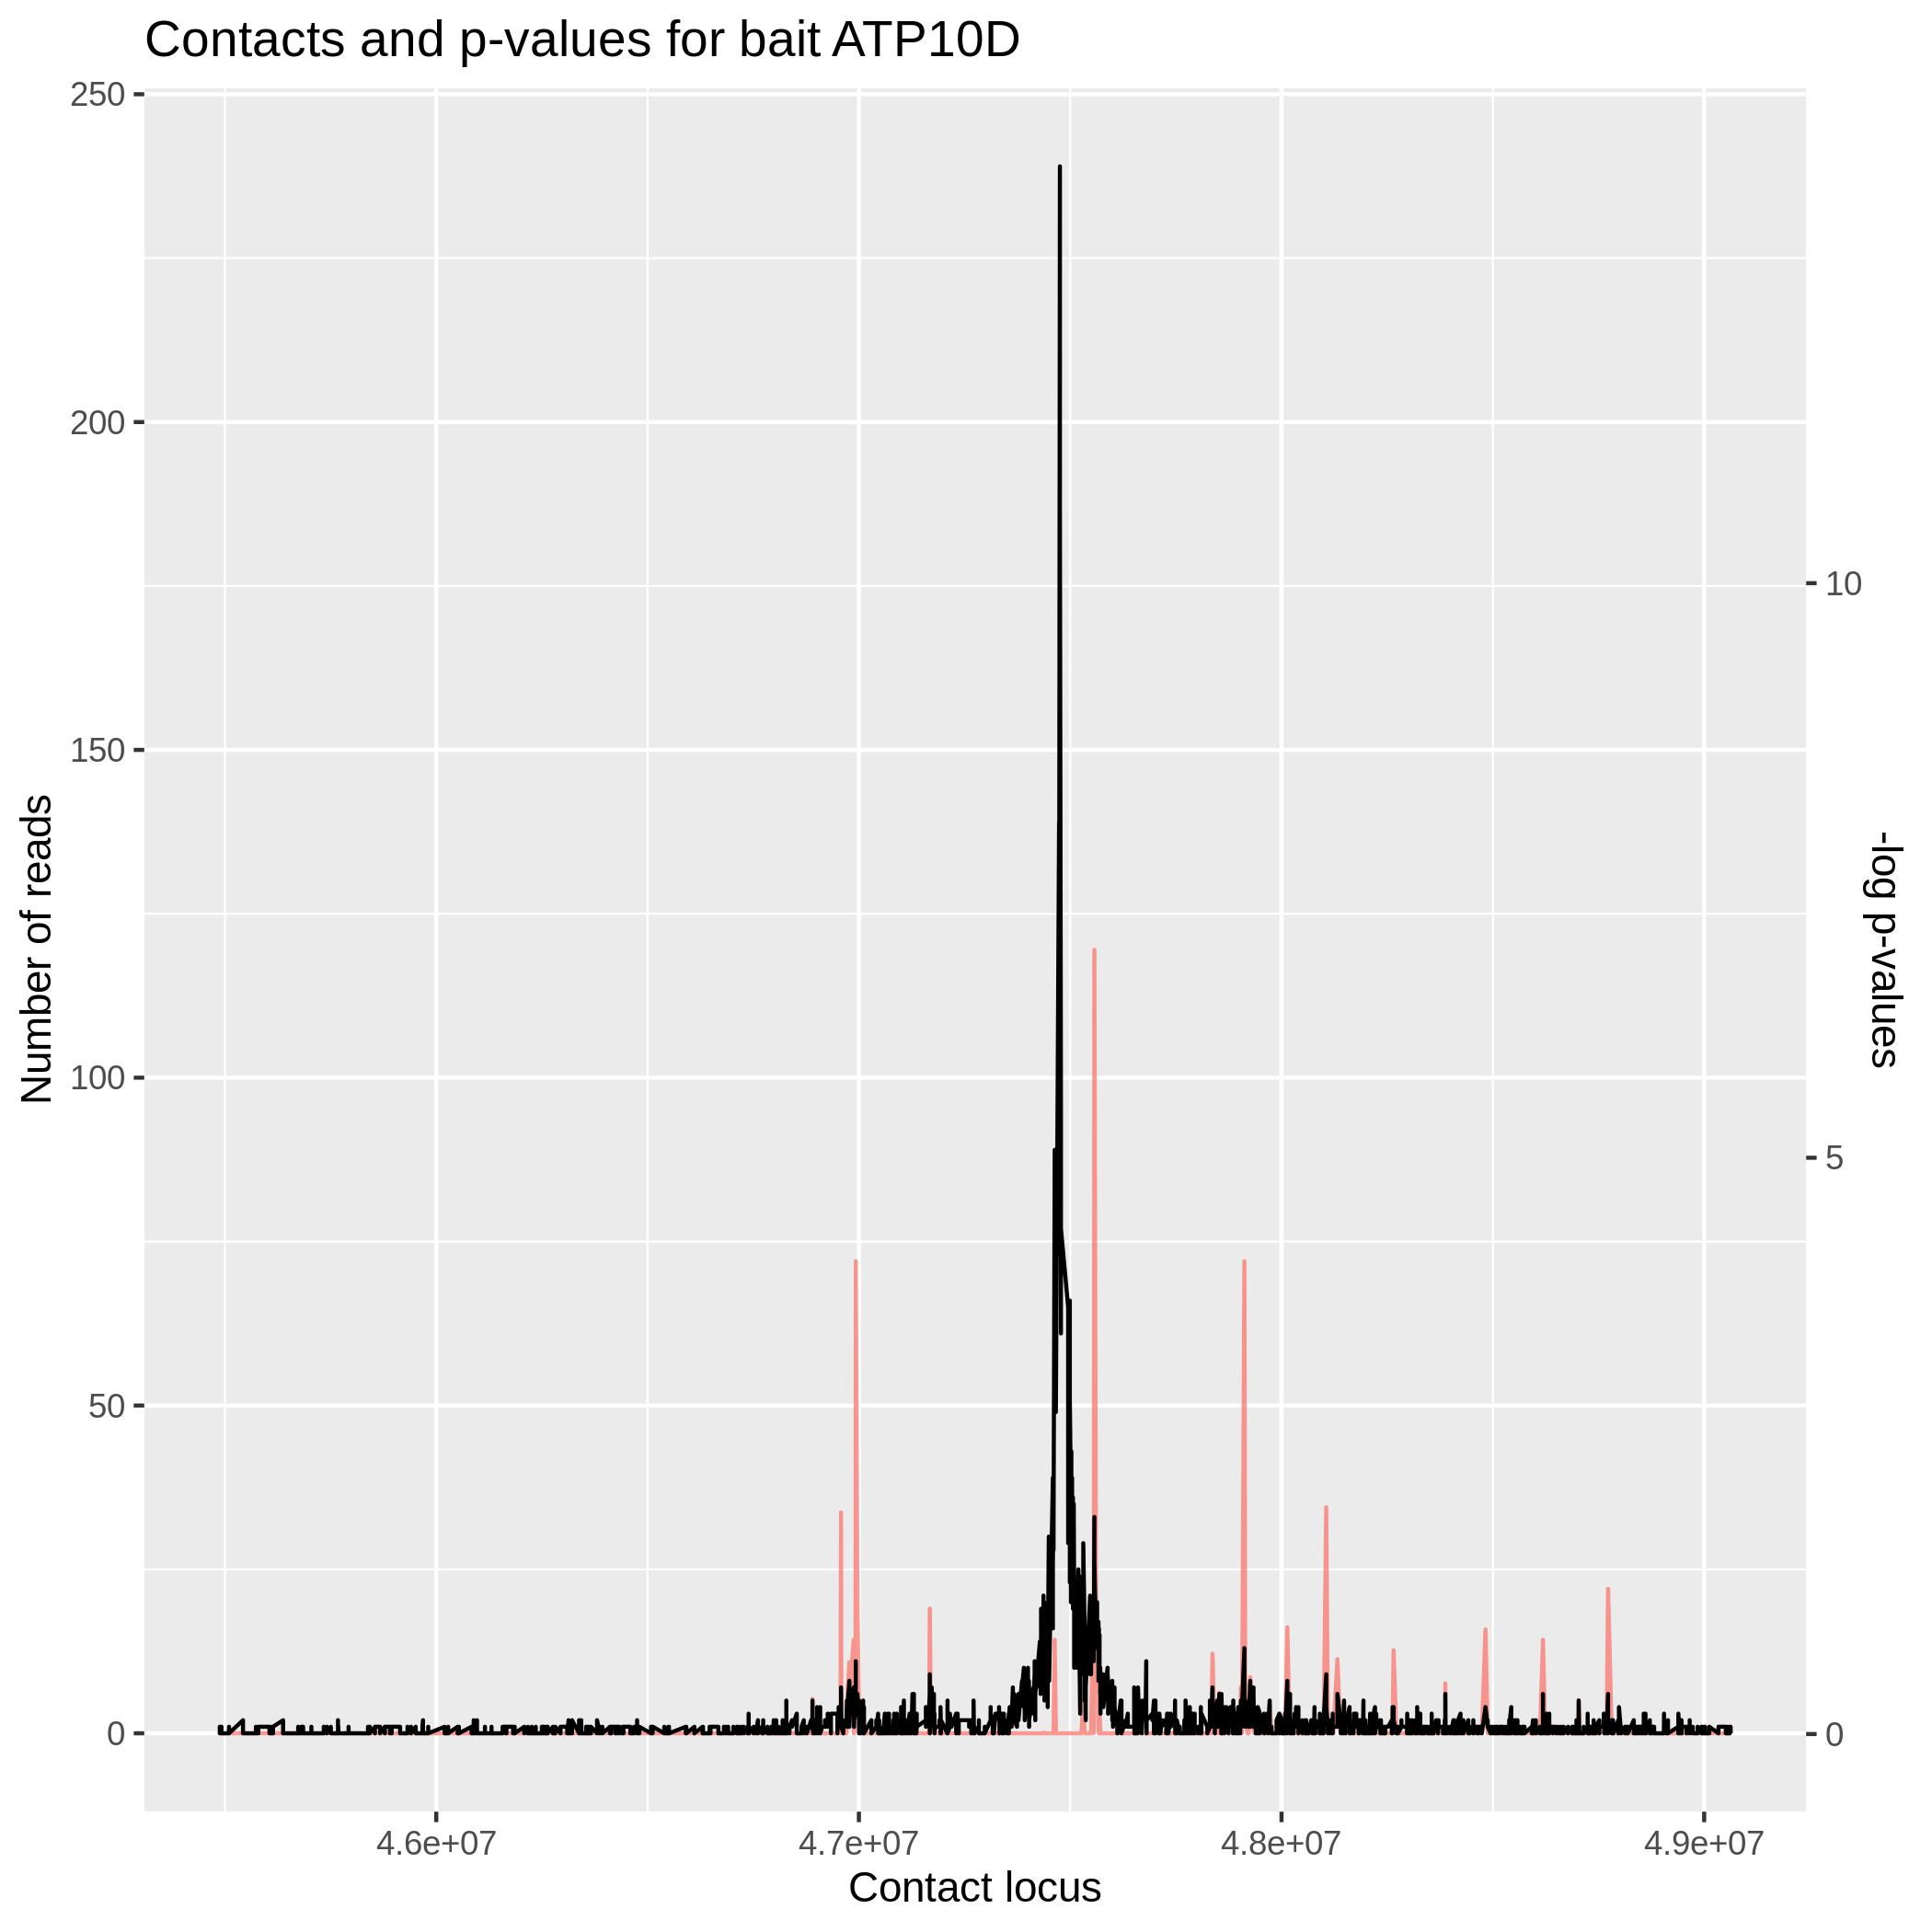 Contacts and p-values for bait ATP10D
250
200
150
100
50
0
Number of reads
10
5
0
-log p-values
4.6e+07
4.7e+07
4.8e+07
4.9e+07
Contact locus